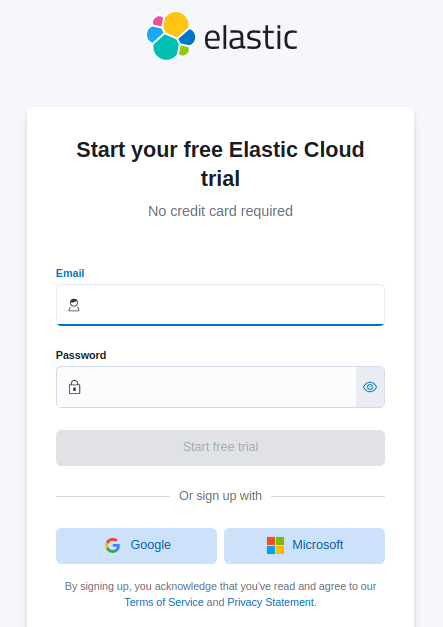 elastic
Start your free Elastic Cloud
trial
No credit card required
Email
Password
Start free trial
Or sign up with
Google
Microsoft
By signing up, you acknowledge that you've read and agree to our
Terms of Service and Privacy Statement.